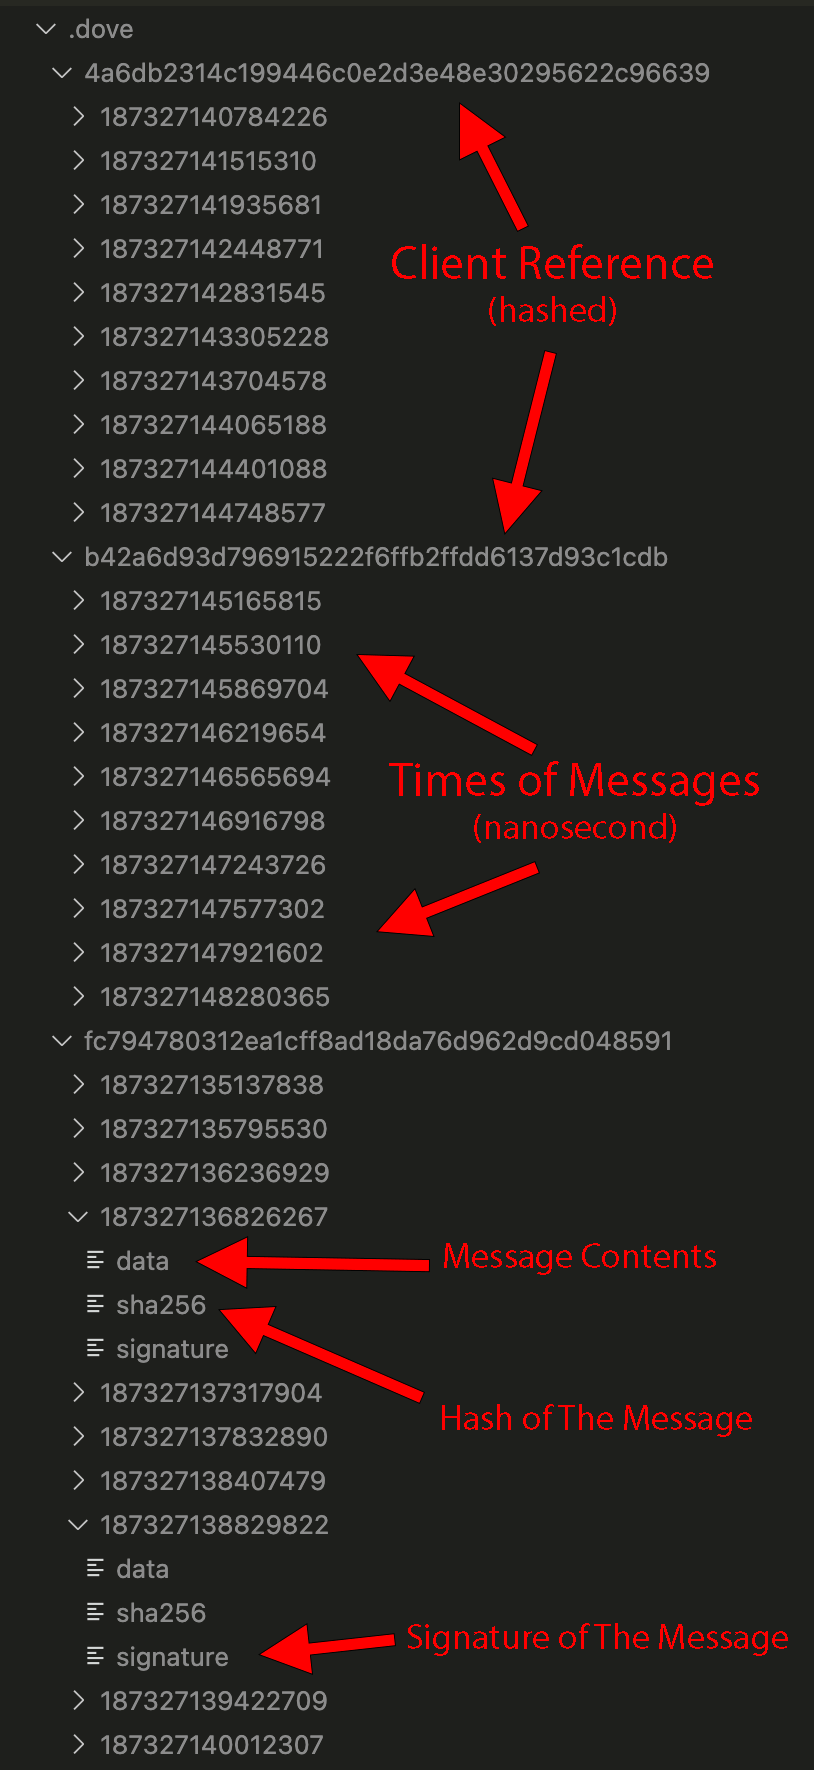 .dove
4a6db2314c199446c0e2d3e48e30295622c96639
187327140784226
187327141515310
187327141935681
187327142448771
Client Reference
187327142831545
(hashed)
187327143305228
187327143704578
187327144065188
187327144401088
187327144748577
b42a6d93d796915222f6ffb2ffdd6137d93c1cdb
187327145165815
187327145530110
187327145869704
187327146219654
187327146565694
Times of Messages
187327146916798
(nanosecond)
187327147243726
187327147577302
187327147921602
187327148280365
fc794780312ea1cff8ad18da76d962d9cd048591
187327135137838
187327135795530
187327136236929
187327136826267
data
Message Contents
sha256
signature
187327137317904
Hash of The Message
187327137832890
187327138407479
187327138829822
data
sha256
signature
Signature of The Message
187327139422709
187327140012307